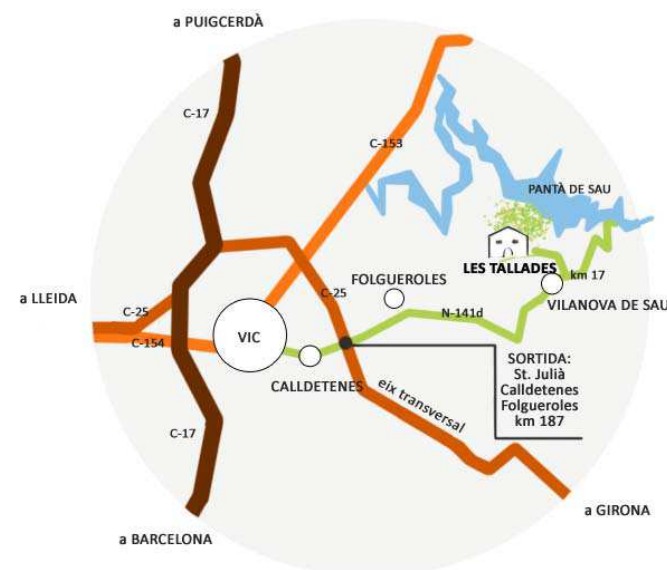 a PUIGCERDÀ
C-17
C-153
PANTÀ DE SAU
LES TALLADES
km 17
FOLGUEROLES
a LLEIDA
C-25
C-25
N-141d
VILANOVA DE SAU
VIC
C-154
CALLDETENES
SORTIDA:
St. Julià
Calldetenes
Folgueroles
km 187
eix transversal
C-17
a GIRONA
a BARCELONA